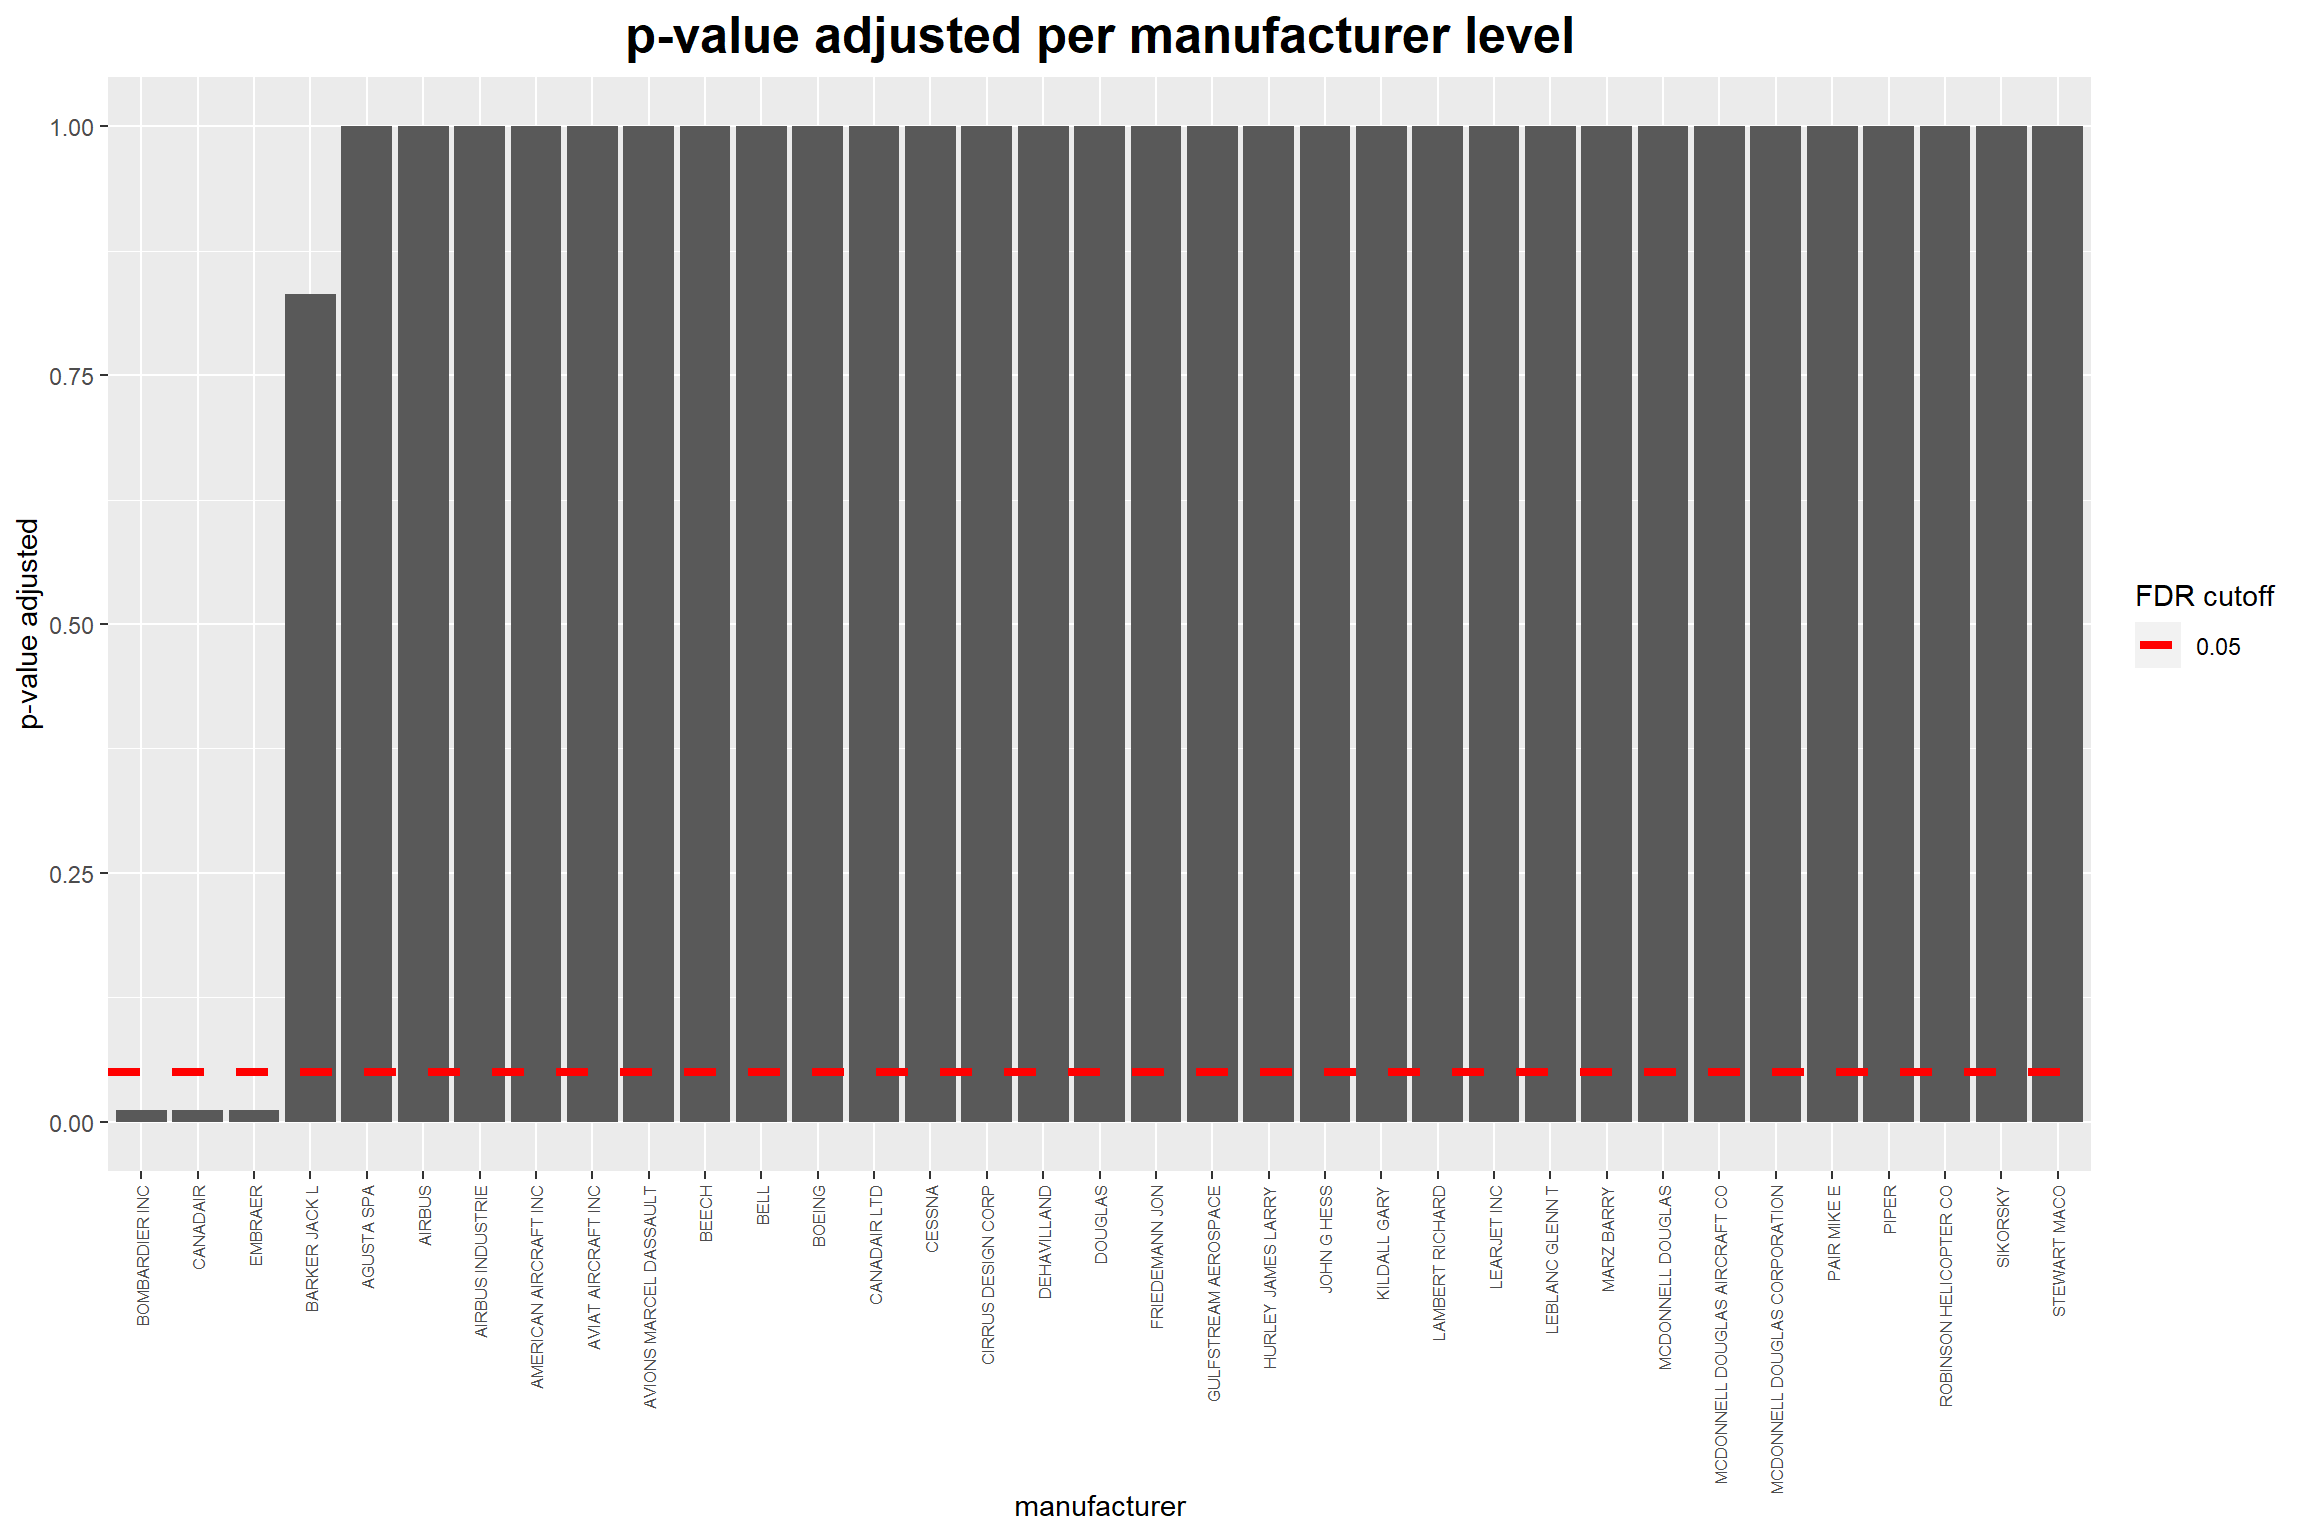 p-value adjusted per manufacturer level
p-value adjusted
1.00
0.75
0.50
0.25
0.00
BOMBARDIER INC
CANADAIR
EMBRAER
BARKER JACK L
AGUSTA SPA
AIRBUS
AIRBUS INDUSTRIE
AMERICAN AIRCRAFT INC
AVIAT AIRCRAFT INC
AVIONS MARCEL DASSAULT
BEECH
BELL
BOEING
CANADAIR LTD
CESSNA
CIRRUS DESIGN CORP
DEHAVILLAND
DOUGLAS
FRIEDEMANN JON
GULFSTREAM AEROSPACE
HURLEY JAMES LARRY
JOHN G HESS
KILDALL GARY
LAMBERT RICHARD
LEARJET INC
LEBLANC GLENN T
MARZ BARRY
MCDONNELL DOUGLAS
MCDONNELL DOUGLAS AIRCRAFT CO
MCDONNELL DOUGLAS CORPORATION
PAIR MIKE E
PIPER
ROBINSON HELICOPTER CO
SIKORSKY
STEWART MACO
manufacturer
FDR cutoff
0.05